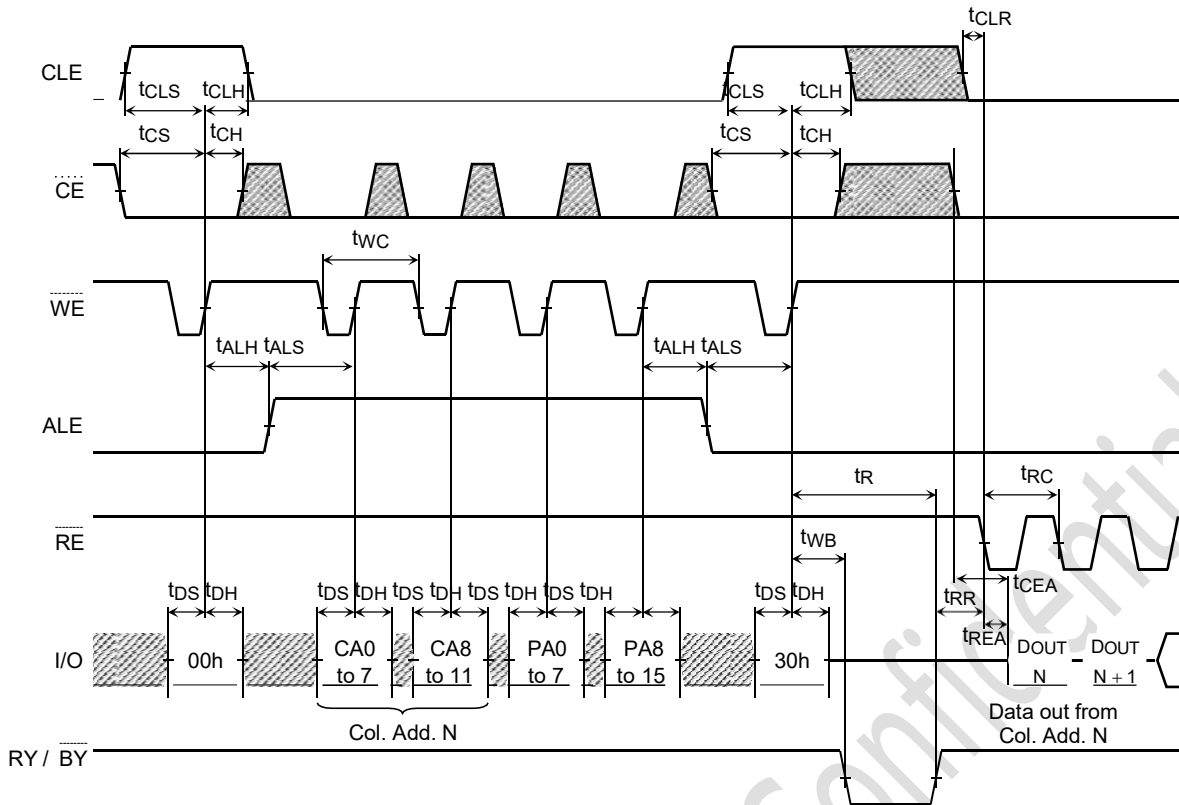 tCLR
CLE
tCLS tCLH tCLS tCLH
tCS tCH tCS tCH
CE
tWC
WE
tALH tALS tALH tALS
ALE
tR tRC
RE
tWB
tDS tDH tDS tDH tDS tDH tDS tDH tDS tDH tRR tCEA
tREA
I/O 00h CA0 to 7 CA8 to 11 PA0 to 7 PA8 to 15 30h DOUT N DOUT N + 1
Col. Add. N
Data out from
Col. Add. N
RY / BY
Confidential